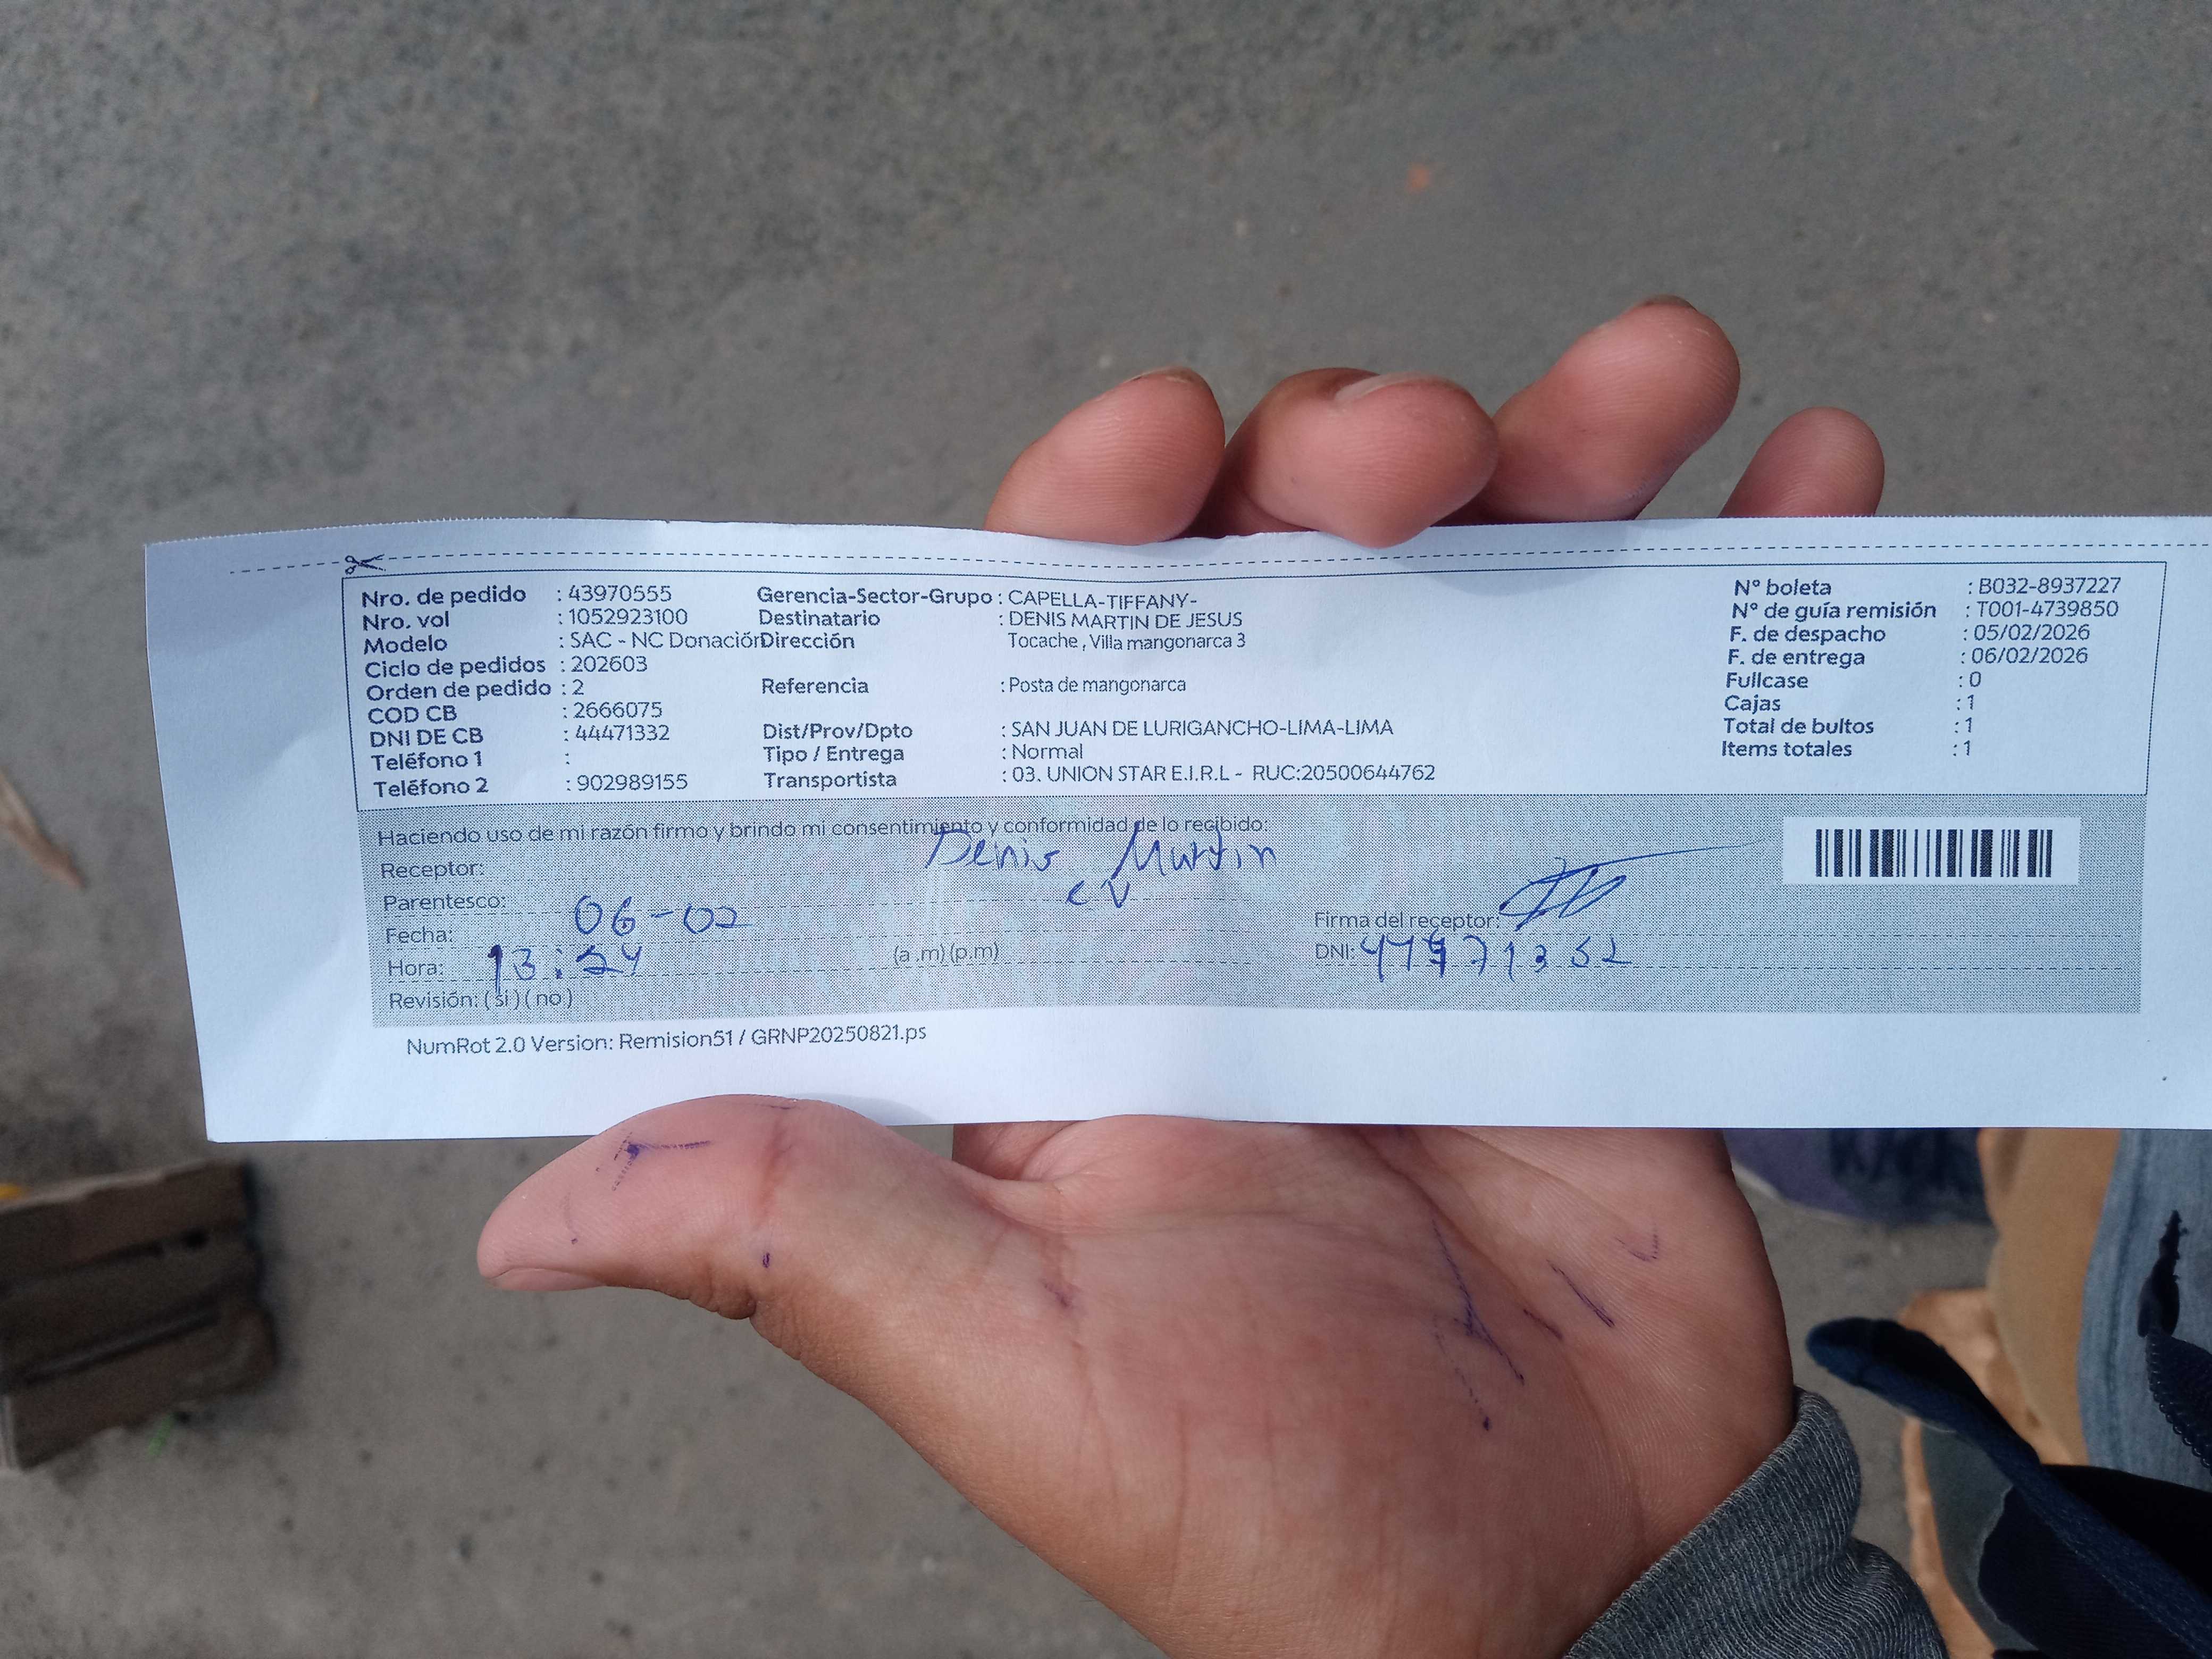 Nro. de pedido : 43970555 Gerencia-Sector-Grupo : CAPELLA-TIFFANY- N° boleta : B032-8937227
Nro. vol : 1052923100 Destinatario : DENIS MARTIN DE JESUS N° de guía remisión : T001-4739850
Modelo : SAC - NC Donación Dirección Tocache , Villa mangonarca 3 F. de despacho : 05/02/2026
Ciclo de pedidos : 202603 F. de entrega : 06/02/2026
Orden de pedido : 2 Referencia : Posta de mangonarca Fullcase : 0
COD CB : 2666075 Cajas : 1
DNI DE CB : 44471332 Dist/Prov/Dpto : SAN JUAN DE LURIGANCHO-LIMA-LIMA Total de bultos : 1
Teléfono 1 : Tipo / Entrega : Normal Items totales : 1
Teléfono 2 : 902989155 Transportista : 03. UNION STAR E.I.R.L - RUC:20500644762
Haciendo uso de mi razón firmo y brindo mi consentimiento y conformidad de lo recibido:
Receptor: Denis Martin
Parentesco:
Fecha: 06-02 Firma del receptor:
Hora: 13:24 (a .m) (p.m) DNI:
Revisión: ( si ) ( no )
NumRot 2.0 Version: Remision51 / GRNP20250821.ps